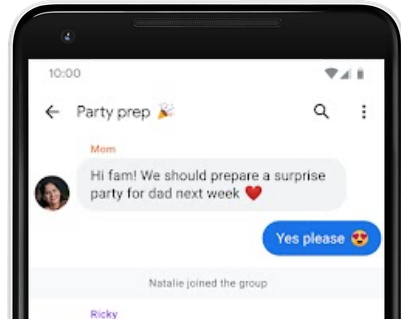 10:00
Party prep 🎉
Mom
Hi fam! We should prepare a surprise
party for dad next week ❤️
Yes please 😍
Natalie joined the group
Ricky